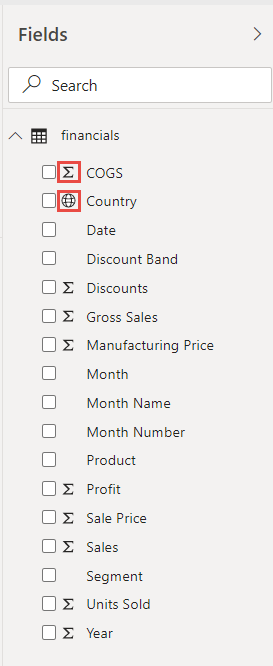 Fields
Search
financials
Σ COGS
Country
Date
Discount Band
Σ Discounts
Σ Gross Sales
Σ Manufacturing Price
Month
Month Name
Month Number
Product
Σ Profit
Σ Sale Price
Σ Sales
Segment
Σ Units Sold
Σ Year